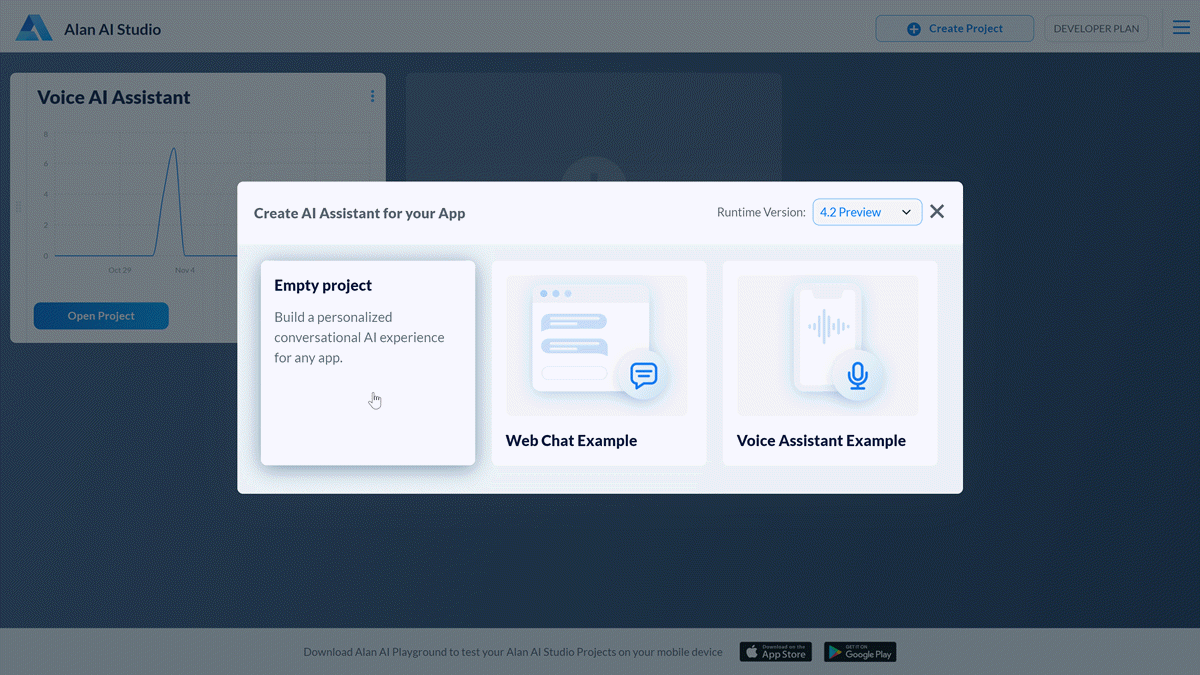 Alan AI Studio
Create Project
DEVELOPER PLAN
Voice AI Assistant
8
6
4
2
0
Oct 29
Nov 4
Open Project
Create AI Assistant for your App
Runtime Version:
4.2 Preview
Empty project
Build a personalized
conversational AI experience
for any app.
Web Chat Example
Voice Assistant Example
Download Alan AI Playground to test your Alan AI Studio Projects on your mobile device
Download on the
App Store
GET IT ON
Google Play